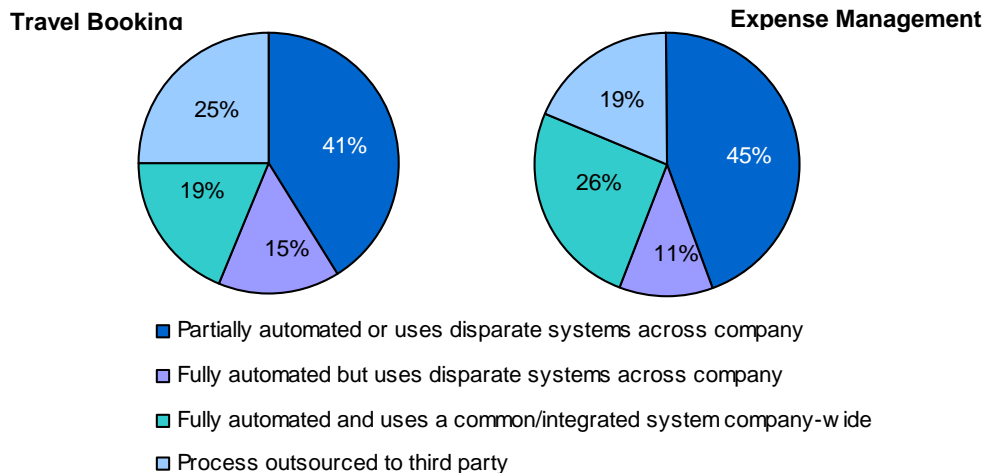 Travel Booking
Expense Management
25%
41%
19%
15%
19%
45%
26%
11%
Partially automated or uses disparate systems across company
Fully automated but uses disparate systems across company
Fully automated and uses a common/integrated system company-wide
Process outsourced to third party